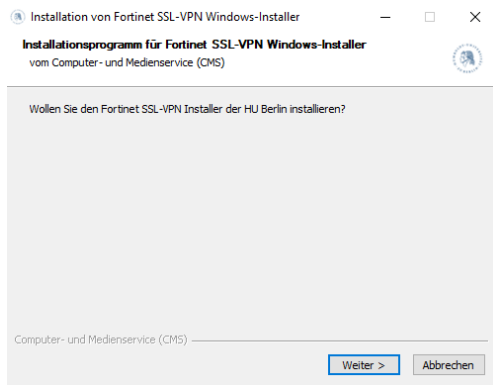 Installation von Fortinet SSL-VPN Windows-Installer
Installationsprogramm für Fortinet SSL-VPN Windows-Installer
vom Computer- und Medienservice (CMS)
Wollen Sie den Fortinet SSL-VPN Installer der HU Berlin installieren?
Computer- und Medienservice (CMS)
Weiter >
Abbrechen